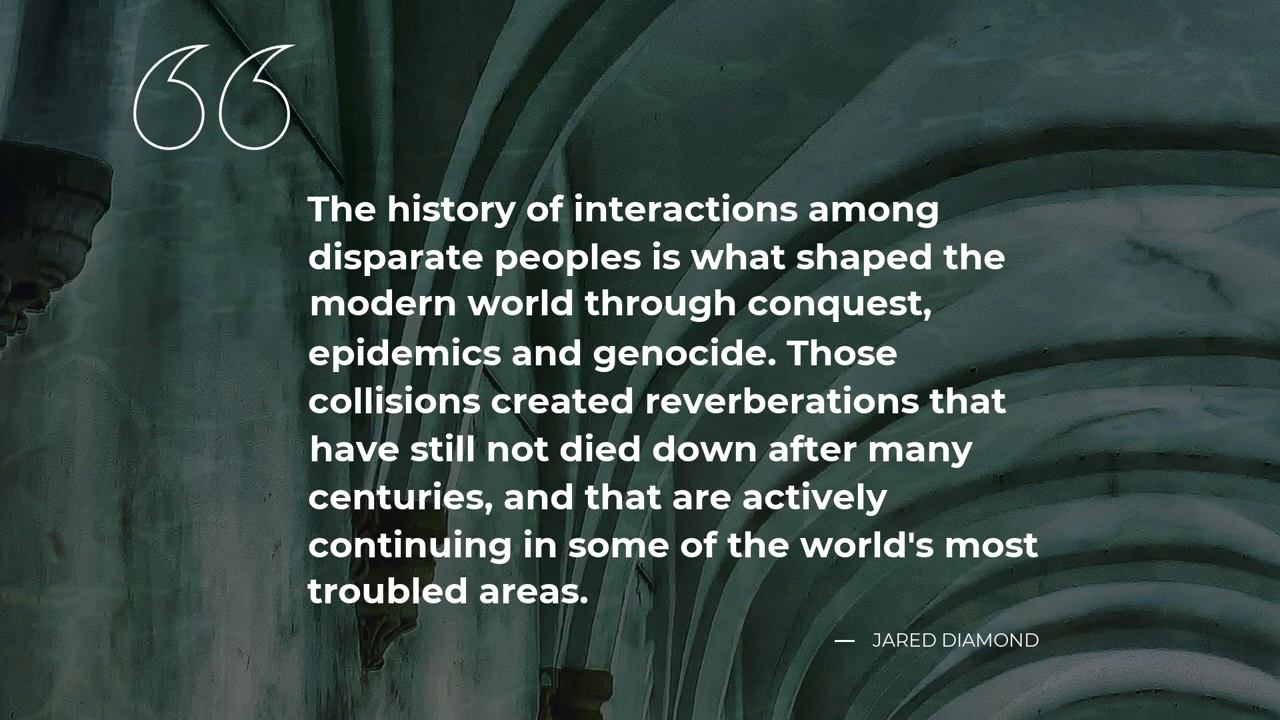 “
The history of interactions among
disparate peoples is what shaped the
modern world through conquest,
epidemics and genocide. Those
collisions created reverberations that
have still not died down after many
centuries, and that are actively
continuing in some of the world's most
troubled areas.
— JARED DIAMOND